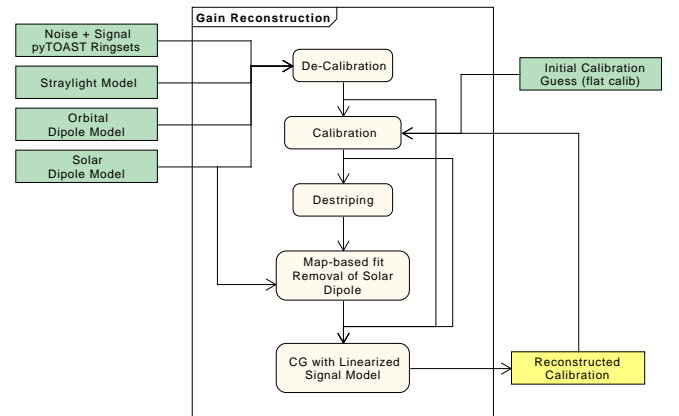 Gain Reconstruction
Noise + Signal
pyTOAST Ringsets
Straylight Model
Orbital
Dipole Model
Solar
Dipole Model
De-Calibration
Calibration
Destriping
Map-based fit
Removal of Solar
Dipole
CG with Linearized
Signal Model
Initial Calibration
Guess (flat calib)
Reconstructed
Calibration